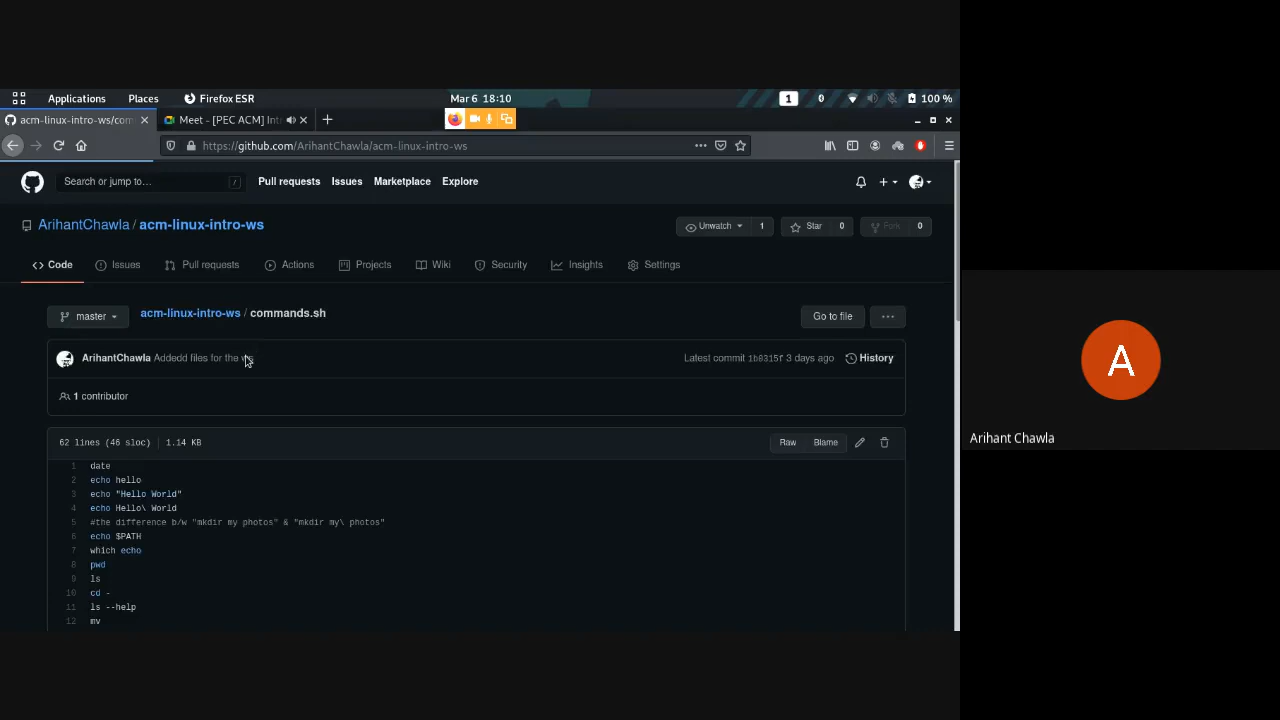 Applications Places Firefox ESR Mar 6 18:10 1 0 100 %
acm-linux-intro-ws/com Meet - [PEC ACM] Int
https://github.com/ArihantChawla/acm-linux-intro-ws
Search or jump to… / Pull requests Issues Marketplace Explore
ArihantChawla / acm-linux-intro-ws Unwatch 1 Star 0 Fork 0
Code Issues Pull requests Actions Projects Wiki Security Insights Settings
master acm-linux-intro-ws / commands.sh Go to file
ArihantChawla Addedd files for the ws Latest commit 1b0315f 3 days ago History
1 contributor
62 lines (46 sloc) 1.14 KB Raw Blame
1 date
2 echo hello
3 echo "Hello World"
4 echo Hello\ World
5 #the difference b/w "mkdir my photos" & "mkdir my\ photos"
6 echo $PATH
7 which echo
8 pwd
9 ls
10 cd -
11 ls --help
12 mv
A
Arihant Chawla